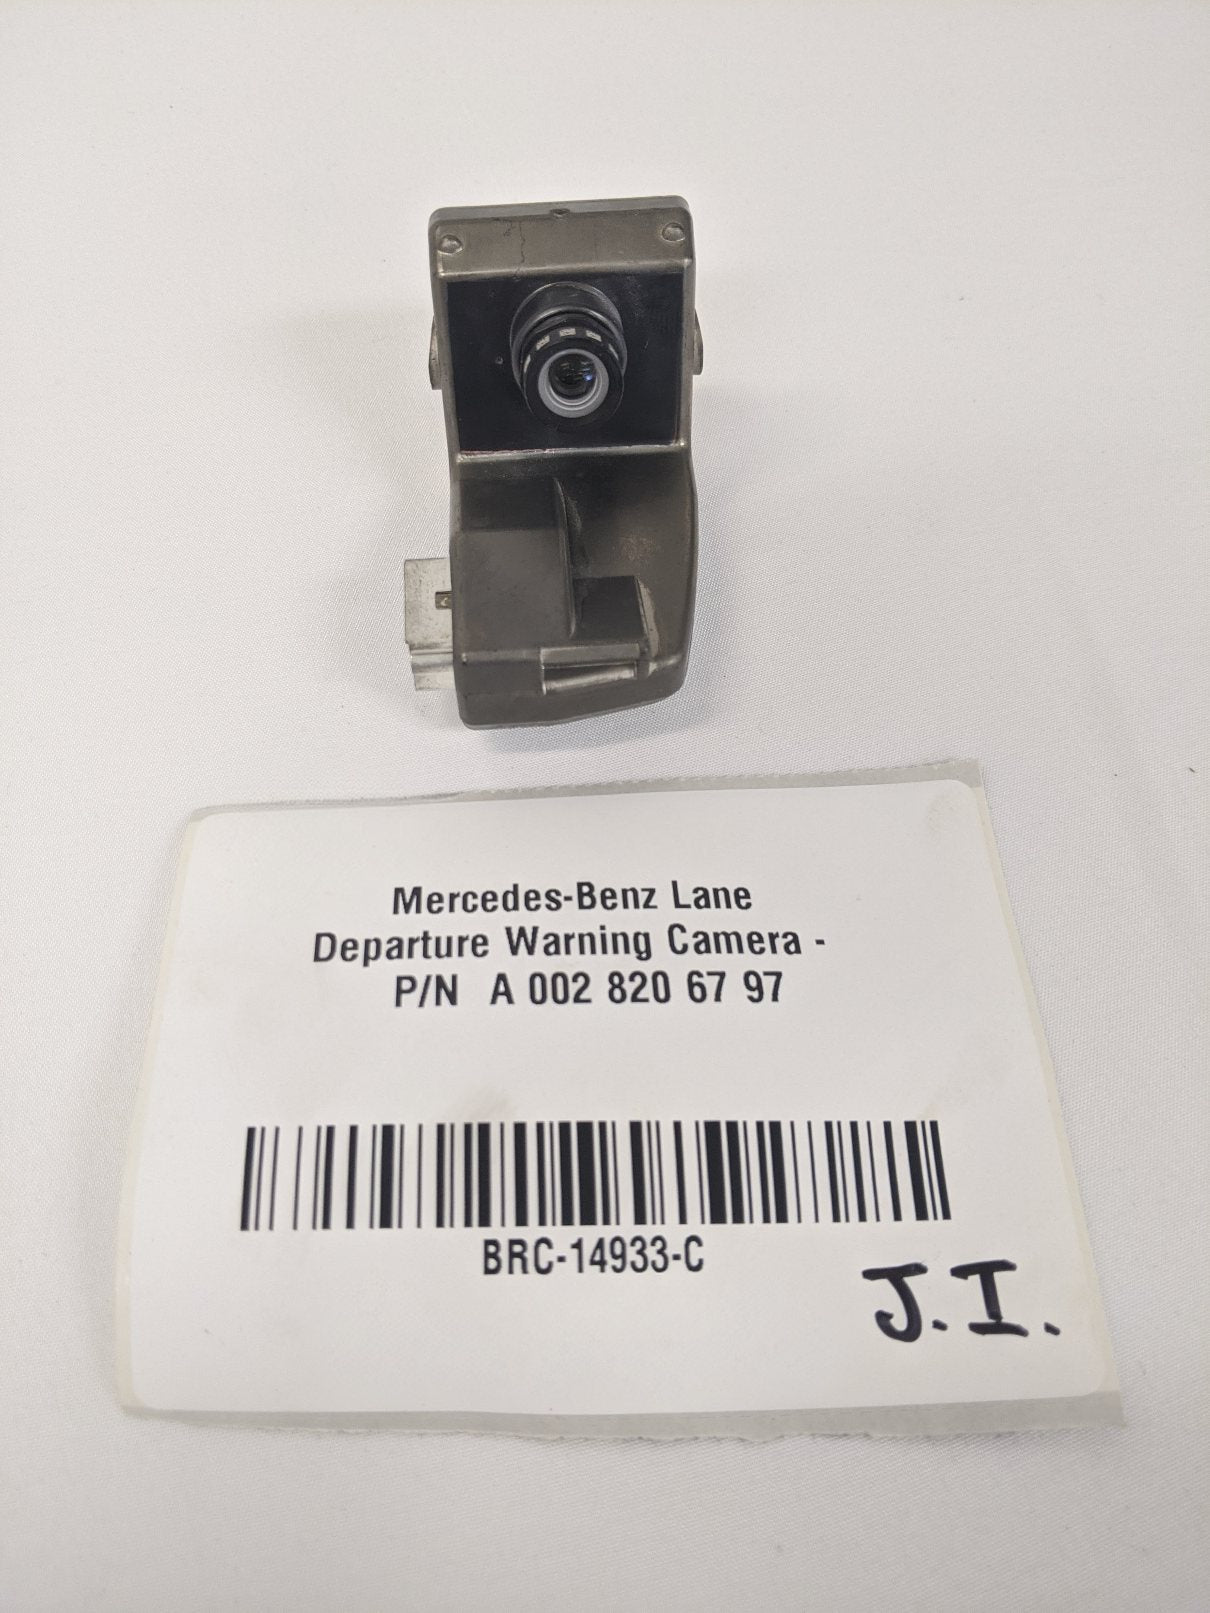 Mercedes-Benz Lane
Departure Warning Camera -
P/N A 002 820 67 97
BRC-14933-C
J.I.